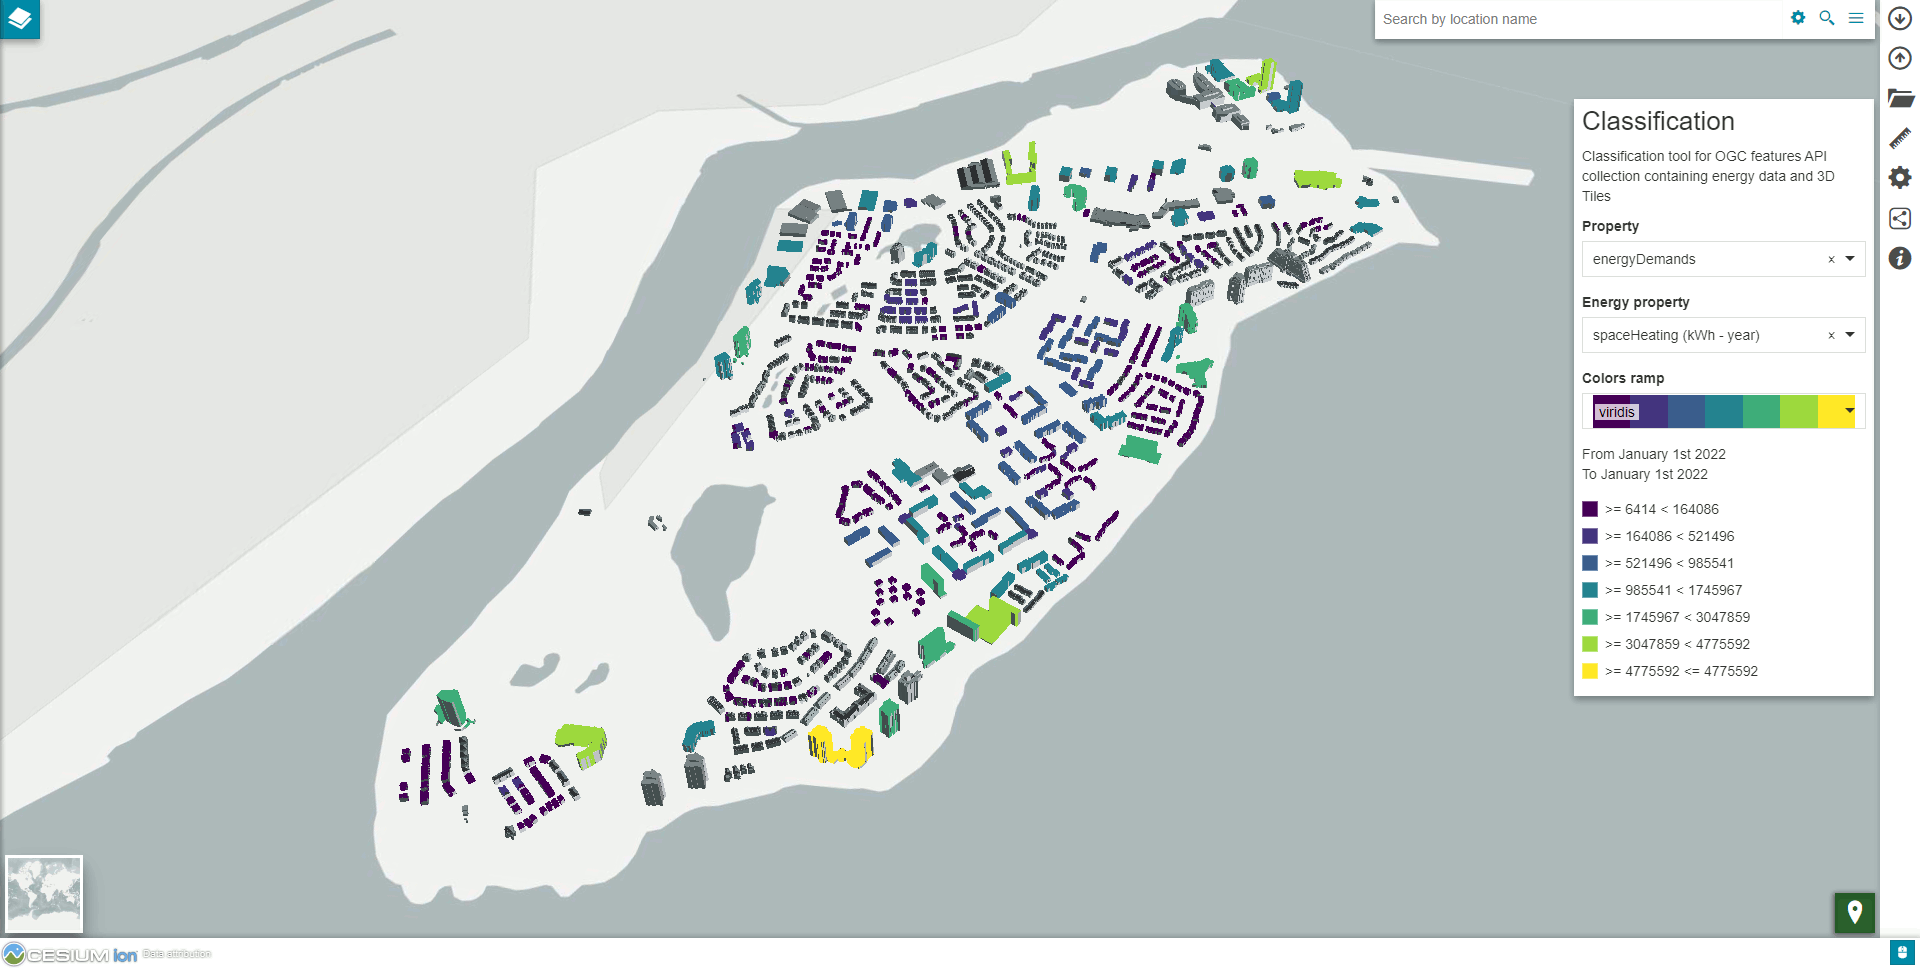 Search by location name
Classification
Classification tool for OGC features API
collection containing energy data and 3D
Tiles
Property
energyDemands
Energy property
spaceHeating (kWh - year)
Colors ramp
viridis
From January 1st 2022
To January 1st 2022
>= 6414 < 164086
>= 164086 < 521496
>= 521496 < 985541
>= 985541 < 1745967
>= 1745967 < 3047859
>= 3047859 < 4775592
>= 4775592 <= 4775592
CESIUM ion Data attribution